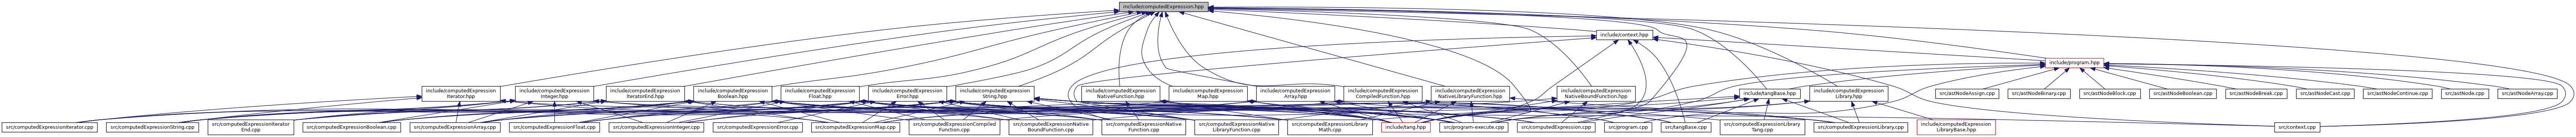 include/computedExpression.hpp
include/context.hpp
include/program.hpp
include/computedExpression
Iterator.hpp
include/computedExpression
Integer.hpp
include/computedExpression
IteratorEnd.hpp
include/computedExpression
Boolean.hpp
include/computedExpression
Float.hpp
include/computedExpression
Error.hpp
include/computedExpression
String.hpp
include/computedExpression
NativeFunction.hpp
include/computedExpression
Map.hpp
include/computedExpression
Array.hpp
include/computedExpression
CompiledFunction.hpp
include/computedExpression
NativeLibraryFunction.hpp
include/computedExpression
NativeBoundFunction.hpp
include/tangBase.hpp
include/computedExpression
Library.hpp
src/astNodeAssign.cpp
src/astNodeBinary.cpp
src/astNodeBlock.cpp
src/astNodeBoolean.cpp
src/astNodeBreak.cpp
src/astNodeCast.cpp
src/astNodeContinue.cpp
src/astNode.cpp
src/astNodeArray.cpp
src/computedExpressionIterator.cpp
src/computedExpressionString.cpp
src/computedExpressionIterator
End.cpp
src/computedExpressionBoolean.cpp
src/computedExpressionArray.cpp
src/computedExpressionFloat.cpp
src/computedExpressionInteger.cpp
src/computedExpressionError.cpp
src/computedExpressionMap.cpp
src/computedExpressionCompiled
Function.cpp
src/computedExpressionNative
BoundFunction.cpp
src/computedExpressionNative
Function.cpp
src/computedExpressionNative
LibraryFunction.cpp
src/computedExpressionLibrary
Math.cpp
include/tang.hpp
src/program-execute.cpp
src/computedExpression.cpp
src/program.cpp
src/tangBase.cpp
src/computedExpressionLibrary
Tang.cpp
src/computedExpressionLibrary.cpp
include/computedExpression
LibraryBase.hpp
src/context.cpp